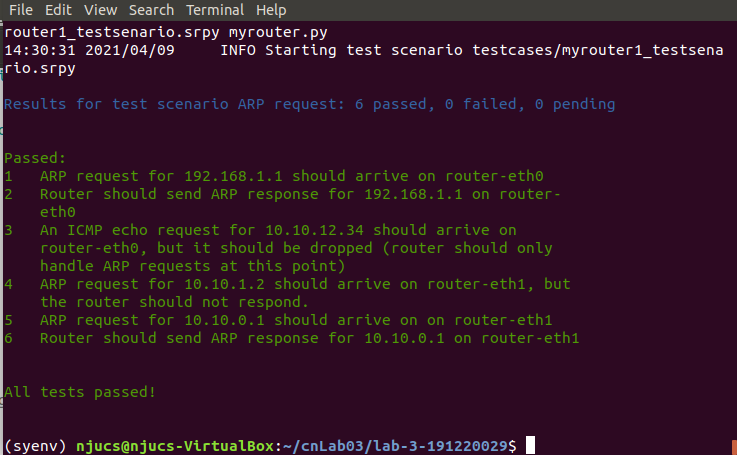 File Edit View Search Terminal Help
router1_testsenario.srpy myrouter.py
14:30:31 2021/04/09     INFO Starting test scenario testcases/myrouter1_testsena
rio.srpy
Results for test scenario ARP request: 6 passed, 0 failed, 0 pending
Passed:
1   ARP request for 192.168.1.1 should arrive on router-eth0
2   Router should send ARP response for 192.168.1.1 on router-
eth0
3   An ICMP echo request for 10.10.12.34 should arrive on
router-eth0, but it should be dropped (router should only
handle ARP requests at this point)
4   ARP request for 10.10.1.2 should arrive on router-eth1, but
the router should not respond.
5   ARP request for 10.10.0.1 should arrive on on router-eth1
6   Router should send ARP response for 10.10.0.1 on router-eth1
All tests passed!
(syenv) njucs@njucs-VirtualBox:~/cnLab03/lab-3-191220029$